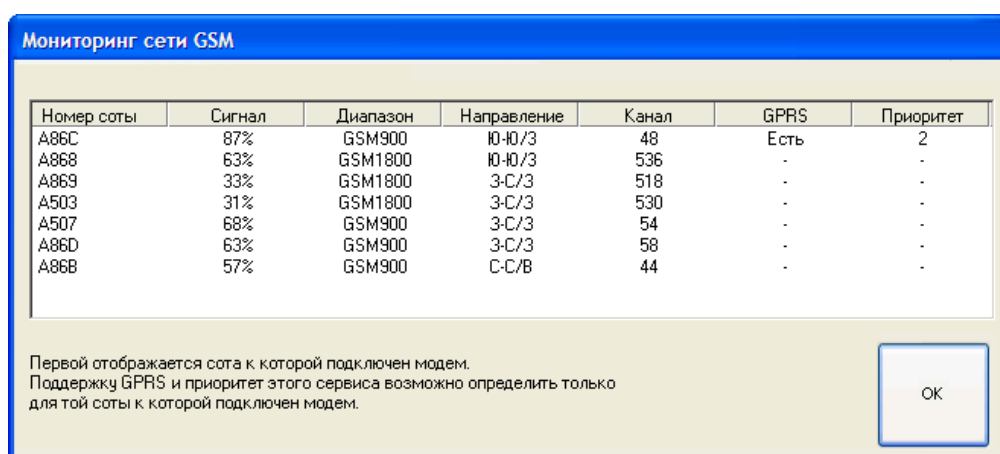 Мониторинг сети GSM
Номер соты Сигнал Диапазон Направление Канал GPRS Приоритет
A86C 87% GSM900 Ю-Ю/З 48 Есть 2
A868 63% GSM1800 Ю-Ю/З 536 - -
A869 33% GSM1800 З-С/З 518 - -
A503 31% GSM1800 З-С/З 530 - -
A507 68% GSM900 З-С/З 54 - -
A86D 63% GSM900 З-С/З 58 - -
A86B 57% GSM900 С-С/В 44 - -
Первой отображается сота к которой подключен модем.
Поддержку GPRS и приоритет этого сервиса возможно определить только
для той соты к которой подключен модем.
OK